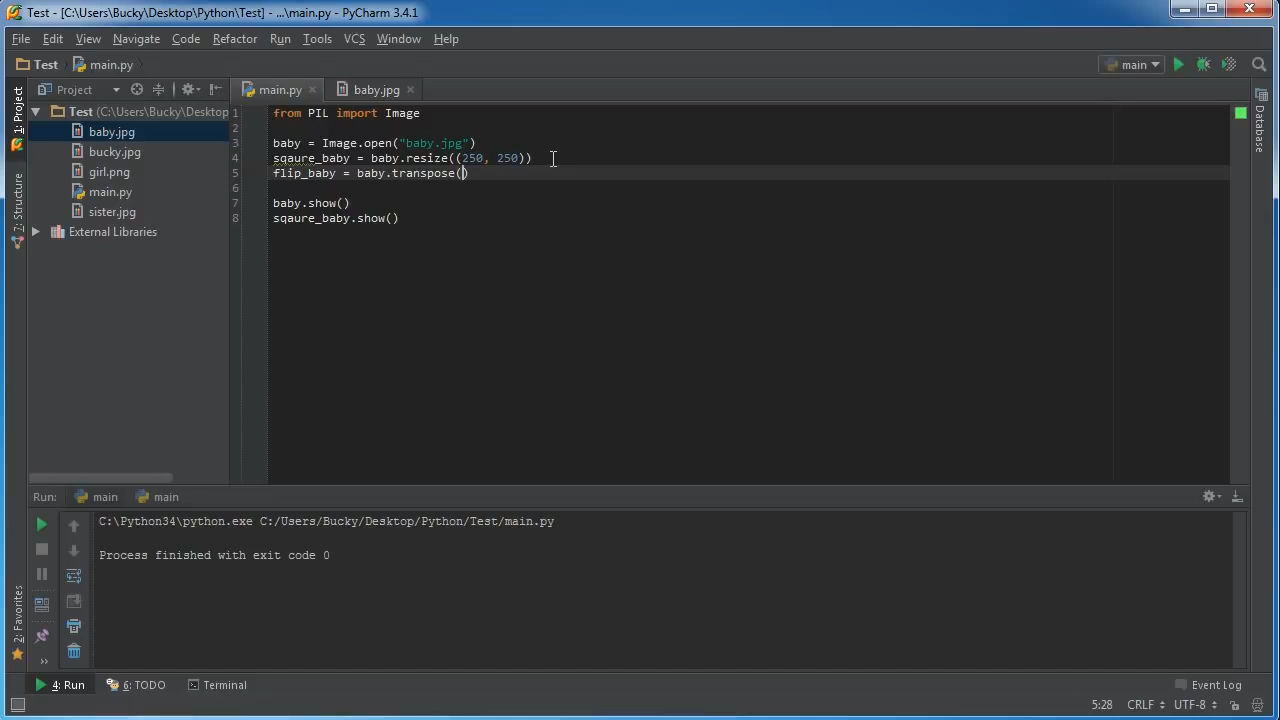 Test - [C:\Users\Bucky\Desktop\Python\Test] - ...\main.py - PyCharm 3.4.1
File Edit View Navigate Code Refactor Run Tools VCS Window Help
Test main.py main
Project main.py baby.jpg
1: Project
7: Structure
2: Favorites
Database
Test (C:\Users\Bucky\Desktop
baby.jpg
bucky.jpg
girl.png
main.py
sister.jpg
External Libraries
1 from PIL import Image
2
3 baby = Image.open("baby.jpg")
4 sqaure_baby = baby.resize((250, 250))
5 flip_baby = baby.transpose()
6
7 baby.show()
8 sqaure_baby.show()
Run: main main
C:\Python34\python.exe C:/Users/Bucky/Desktop/Python/Test/main.py
Process finished with exit code 0
4: Run 6: TODO Terminal Event Log
5:28 CRLF UTF-8